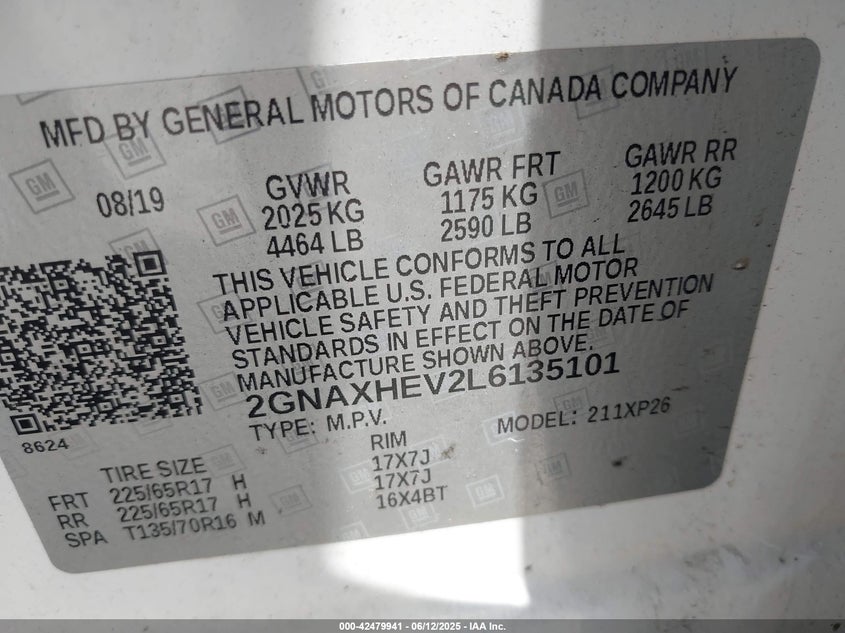 MFD BY GENERAL MOTORS OF CANADA COMPANY
08/19
GVWR
2025 KG
4464 LB
GAWR FRT
1175 KG
2590 LB
GAWR RR
1200 KG
2645 LB
THIS VEHICLE CONFORMS TO ALL
APPLICABLE U.S. FEDERAL MOTOR
VEHICLE SAFETY AND THEFT PREVENTION
STANDARDS IN EFFECT ON THE DATE OF
MANUFACTURE SHOWN ABOVE.
2GNAXHEV2L6135101
8624
TYPE: M.P.V.
MODEL: 211XP26
TIRE SIZE RIM
FRT 225/65R17 H 17X7J
RR 225/65R17 H 17X7J
SPA T135/70R16 M 16X4BT
GM
000-42479941 - 06/12/2025 - IAA Inc.